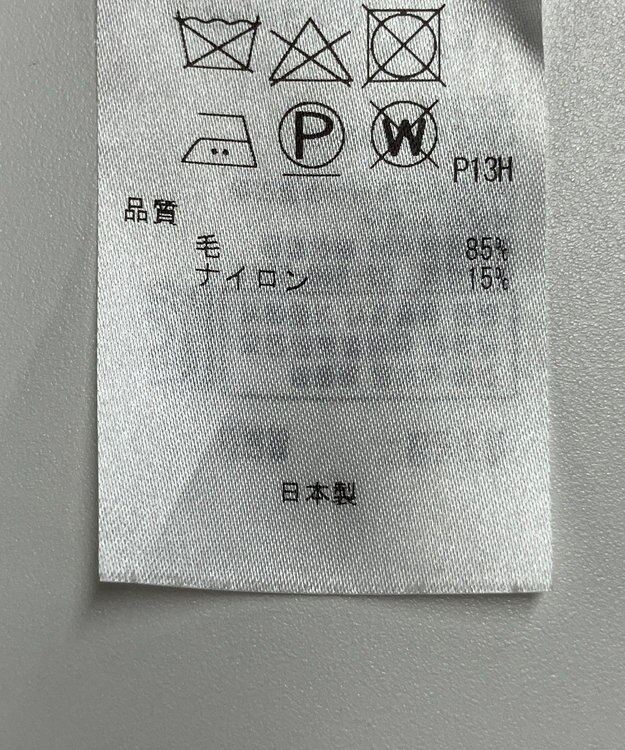 P
W
P13H
品質
毛 85%
ナイロン 15%
日本製